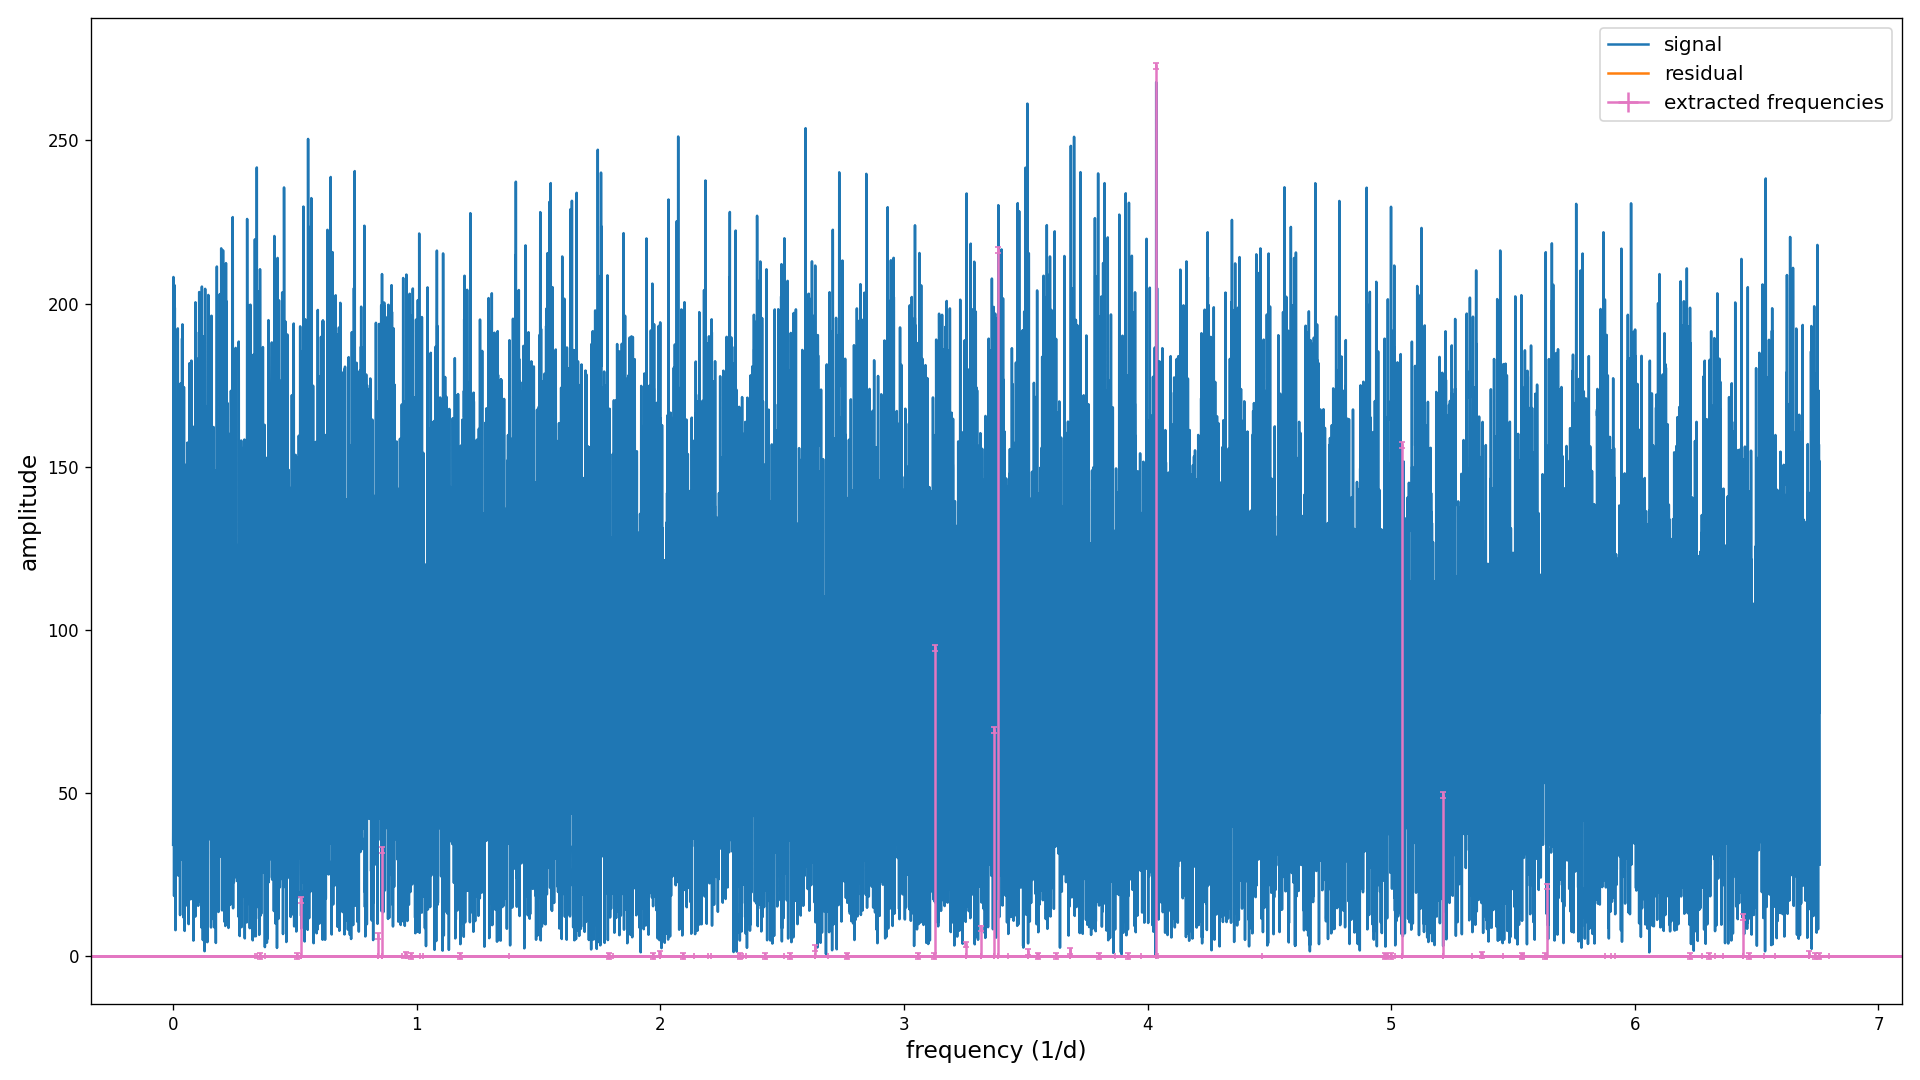 signal
residual
extracted frequencies
250
200
150
100
50
0
amplitude
0 1 2 3 4 5 6 7
frequency (1/d)